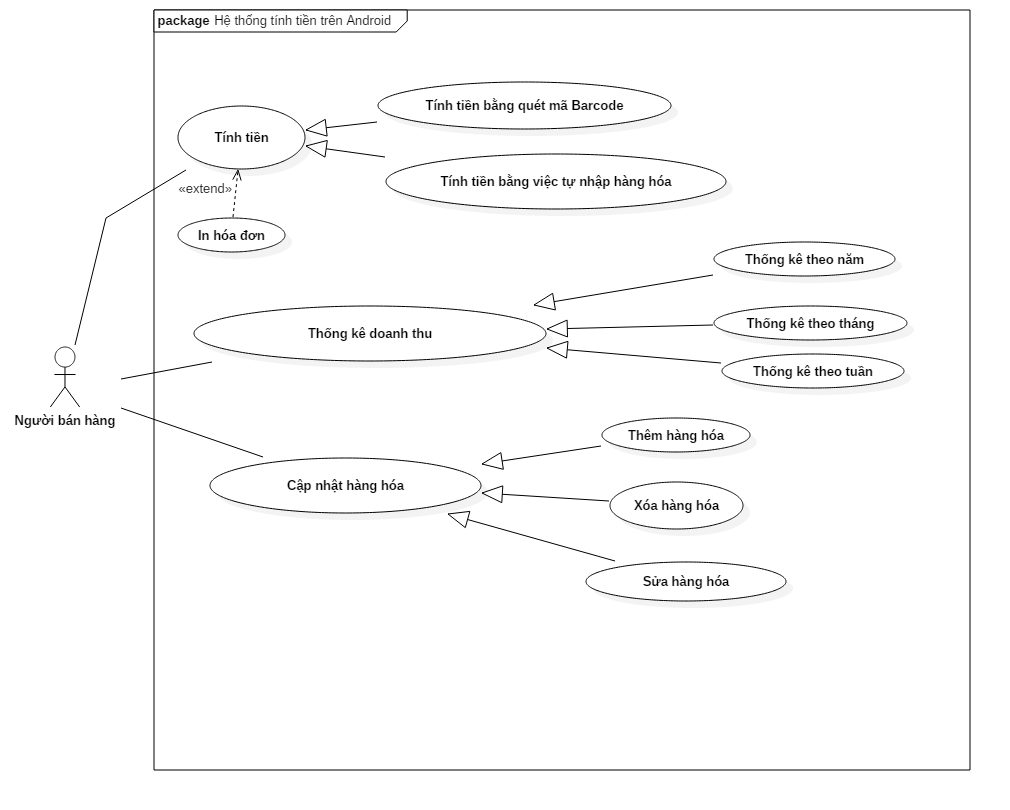 package Hệ thống tính tiền trên Android
Tính tiền bằng quét mã Barcode
Tính tiền
Tính tiền bằng việc tự nhập hàng hóa
«extend»
In hóa đơn
Thống kê theo năm
Thống kê doanh thu
Thống kê theo tháng
Thống kê theo tuần
Người bán hàng
Thêm hàng hóa
Cập nhật hàng hóa
Xóa hàng hóa
Sửa hàng hóa